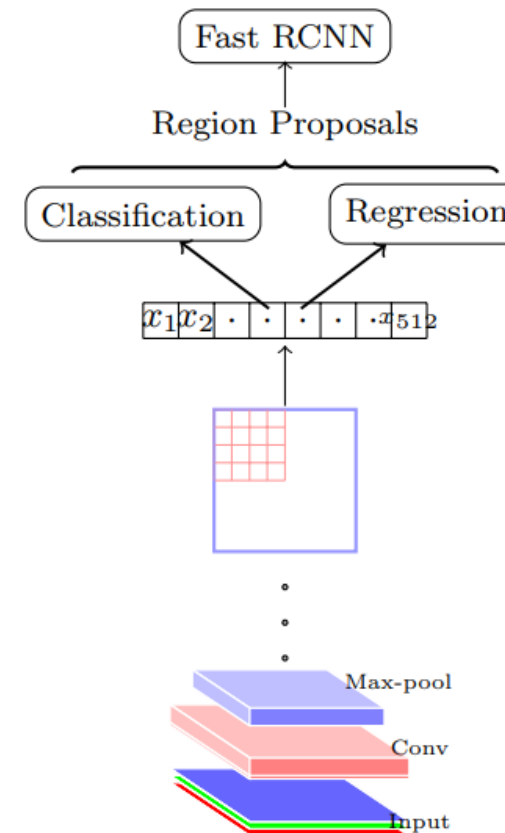 Fast RCNN
Region Proposals
Classification
Regression
x1 x2 · · · · · x512
Max-pool
Conv
Input